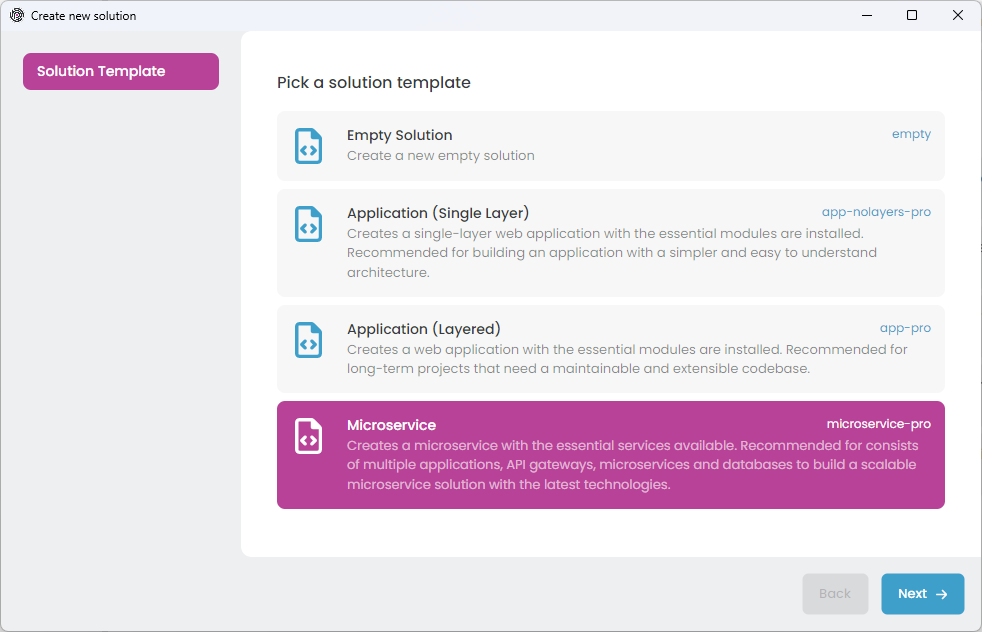 Create new solution
Solution Template
Pick a solution template
Empty Solution
empty
Create a new empty solution
Application (Single Layer)
app-nolayers-pro
Creates a single-layer web application with the essential modules are installed.
Recommended for building an application with a simpler and easy to understand
architecture.
Application (Layered)
app-pro
Creates a web application with the essential modules are installed. Recommended for
long-term projects that need a maintainable and extensible codebase.
Microservice
microservice-pro
Creates a microservice with the essential services available. Recommended for consists
of multiple applications, API gateways, microservices and databases to build a scalable
microservice solution with the latest technologies.
Back
Next